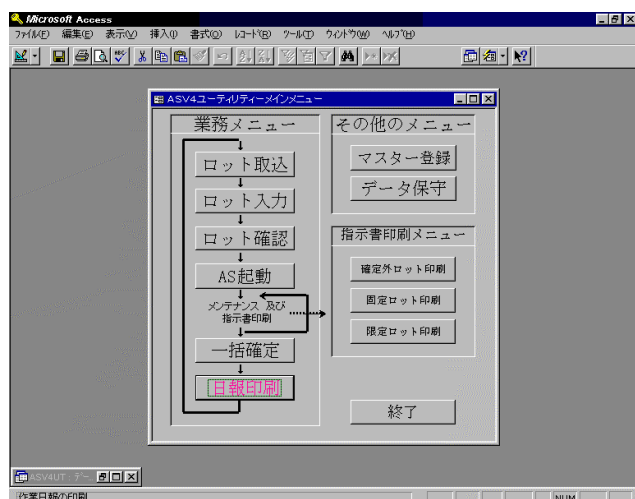 Microsoft Access
ファイル(F) 編集(E) 表示(V) 挿入(I) 書式(O) レコード(R) ツール(T) ウィンドウ(W) ヘルプ(H)
ASV4ユーティリティーメインメニュー
業務メニュー
ロット取込
ロット入力
ロット確認
AS起動
メンテナンス 及び
指示書印刷
一括確定
日報印刷
その他のメニュー
マスター登録
データ保守
指示書印刷メニュー
確定外ロット印刷
固定ロット印刷
限定ロット印刷
終了
ASV4UT : デー...
作業日報の印刷
NUM